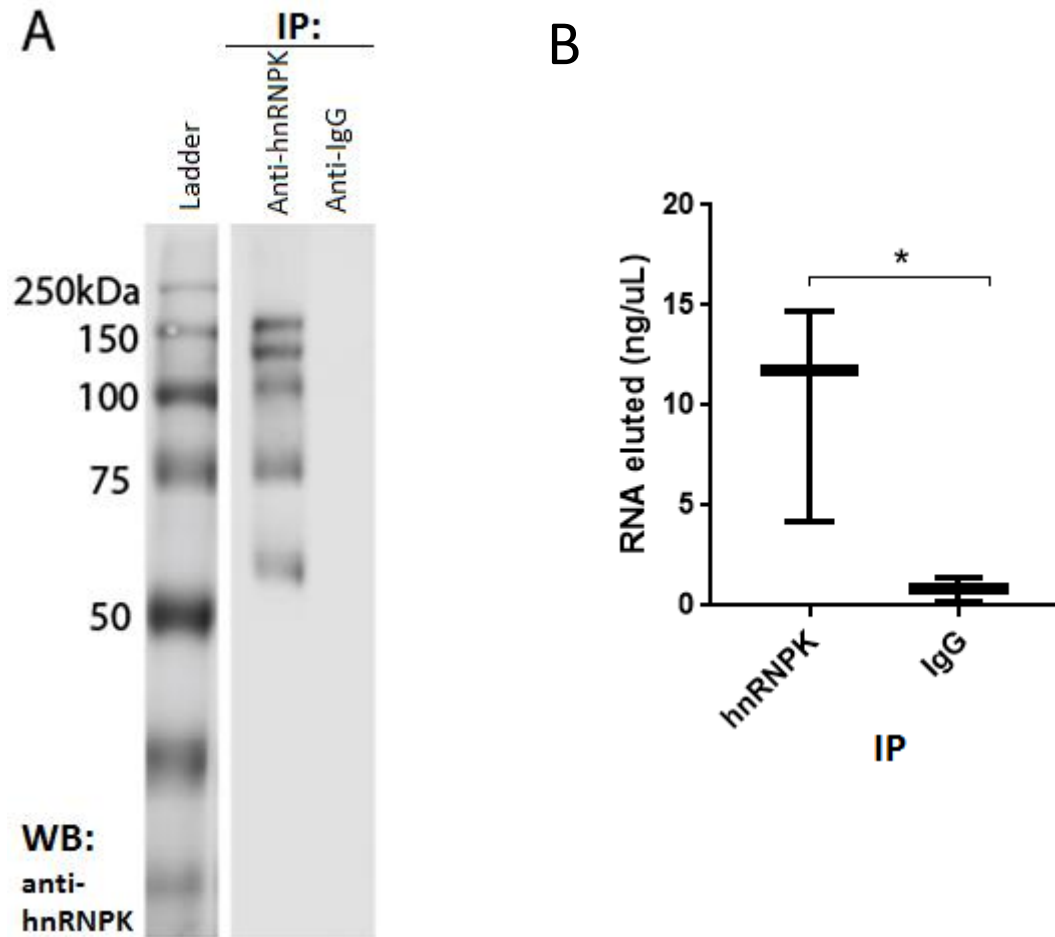 A
IP:
Ladder
Anti-hnRNPK
Anti-IgG
250kDa
150
100
75
50
WB:
anti-
hnRNPK
B
RNA eluted (ng/uL)
20
15
10
5
0
*
hnRNPK
IgG
IP